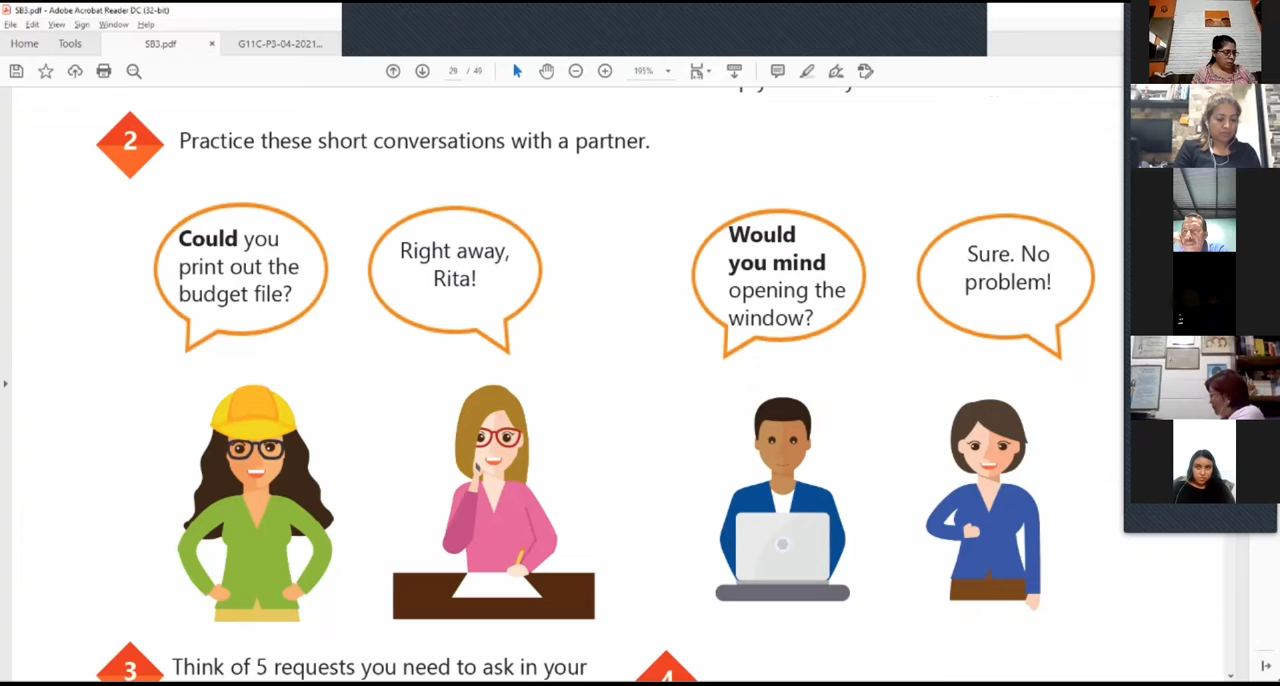 SB3.pdf - Adobe Acrobat Reader DC (32-bit)
File Edit View Sign Window Help
Home Tools SB3.pdf × G11C-P3-04-2021...
29 / 49 195%
2 Practice these short conversations with a partner.
Could you
print out the
budget file?
Right away,
Rita!
Would
you mind
opening the
window?
Sure. No
problem!
3 Think of 5 requests you need to ask in your
4